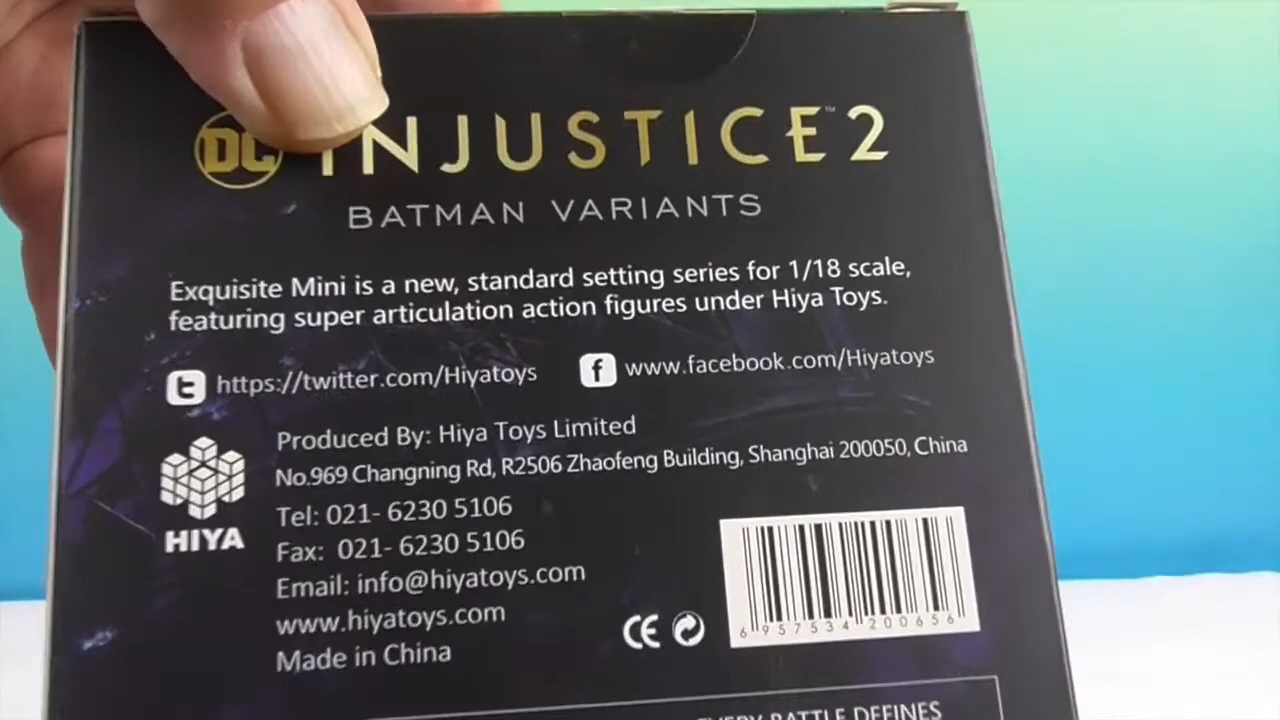 DC INJUSTICE™ 2
BATMAN VARIANTS
Exquisite Mini is a new, standard setting series for 1/18 scale,
featuring super articulation action figures under Hiya Toys.
https://twitter.com/Hiyatoys
www.facebook.com/Hiyatoys
Produced By: Hiya Toys Limited
No.969 Changning Rd, R2506 Zhaofeng Building, Shanghai 200050, China
HIYA
Tel: 021- 6230 5106
Fax: 021- 6230 5106
Email: info@hiyatoys.com
www.hiyatoys.com
Made in China
CE
6 957534 200656
EVERY BATTLE DEFINES